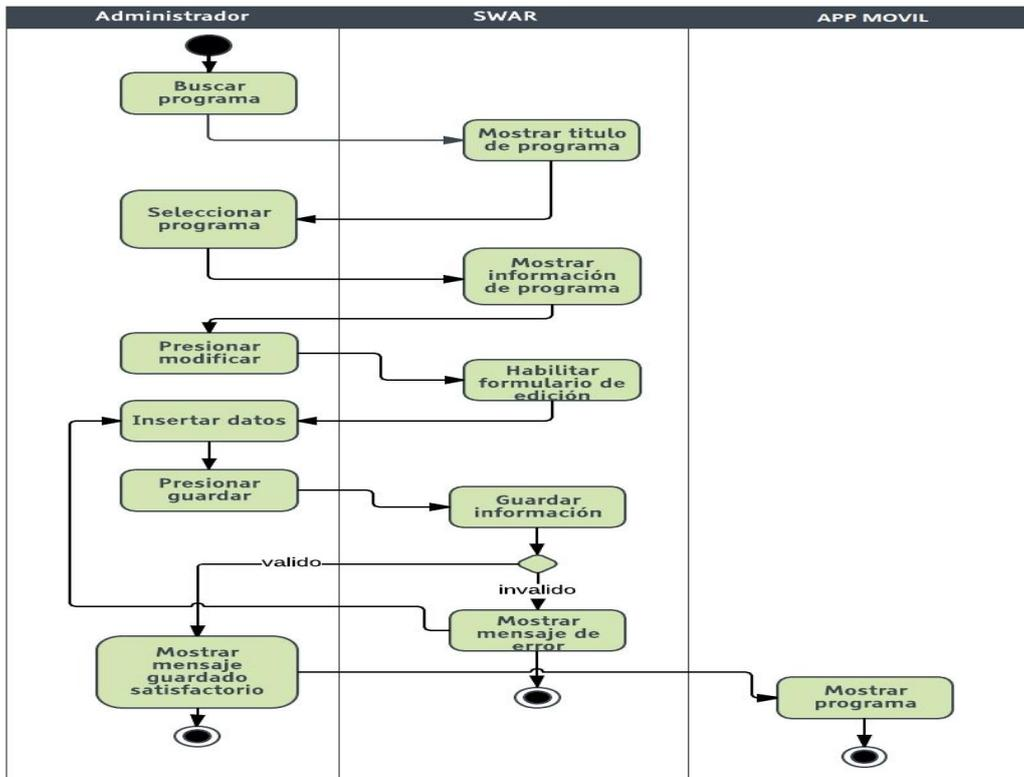 Administrador
SWAR
APP MOVIL
Buscar
programa
Mostrar titulo
de programa
Seleccionar
programa
Mostrar
información
de programa
Presionar
modificar
Habilitar
formulario de
edición
Insertar datos
Presionar
guardar
Guardar
información
valido
invalido
Mostrar
mensaje de
error
Mostrar
mensaje
guardado
satisfactorio
Mostrar
programa